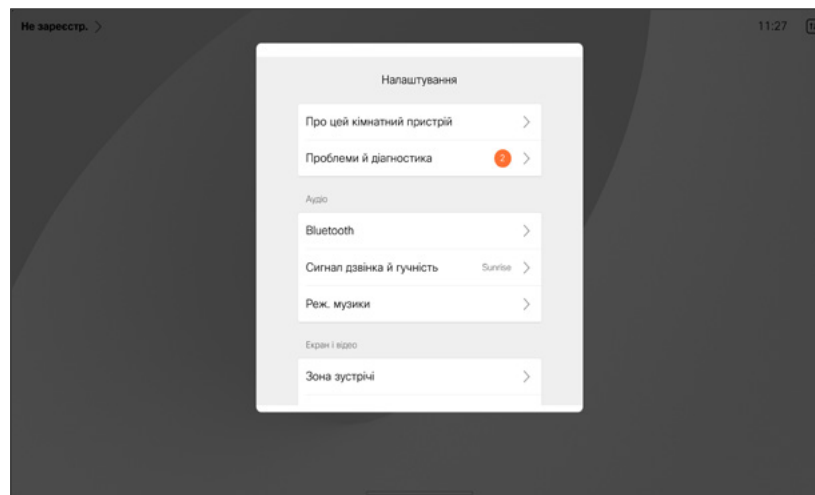 Не зареєстр.
11:27
Налаштування
Про цей кімнатний пристрій
Проблеми й діагностика 2
Аудіо
Bluetooth
Сигнал дзвінка й гучність Sunrise
Реж. музики
Екран і відео
Зона зустрічі